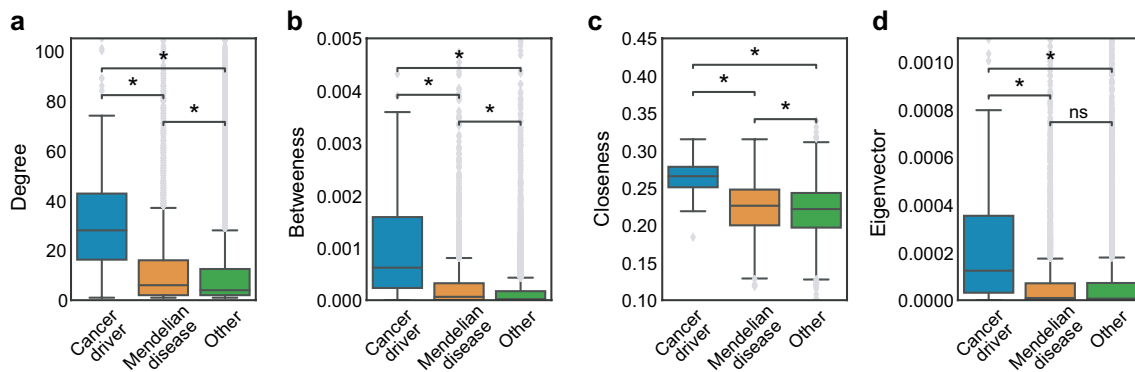 a
Degree
100
80
60
40
20
0
*
*
*
Cancer
driver
Mendelian
disease
Other
b
Betweeness
0.005
0.004
0.003
0.002
0.001
0.000
*
*
*
Cancer
driver
Mendelian
disease
Other
c
Closeness
0.45
0.40
0.45
0.30
0.25
0.20
0.15
0.10
*
*
*
Cancer
driver
Mendelian
disease
Other
d
Eigenvector
0.0010
0.0008
0.0006
0.0004
0.0002
0.0000
*
*
ns
Cancer
driver
Mendelian
disease
Other